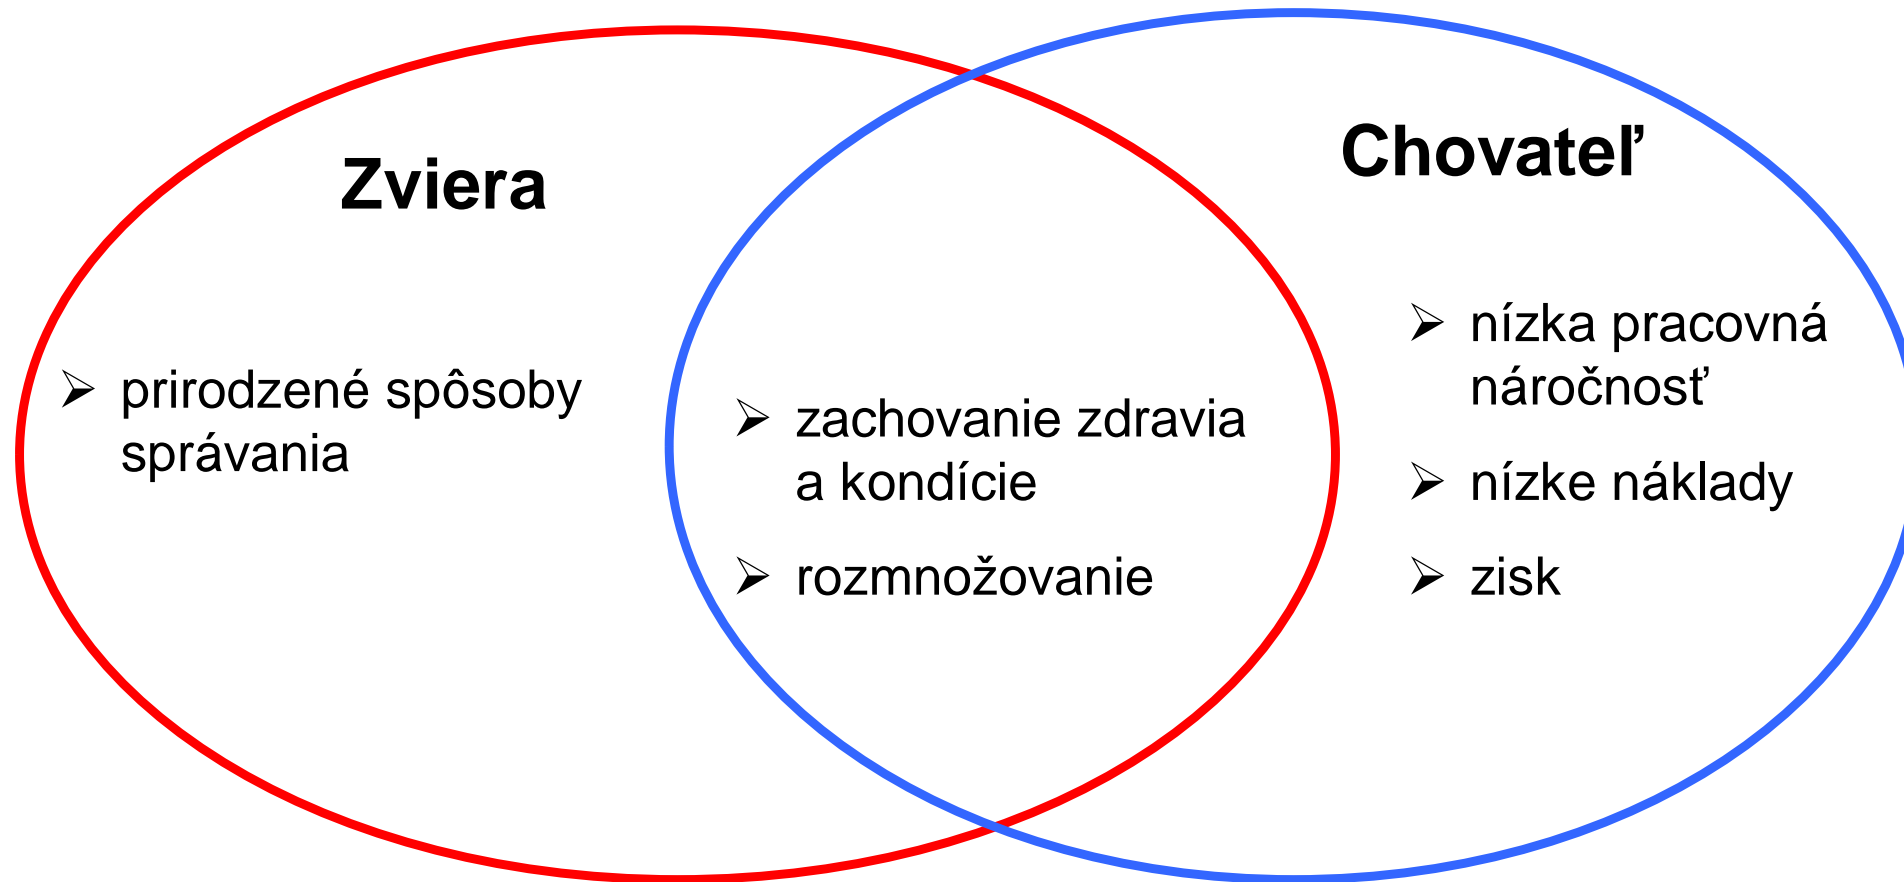 Zviera
➢ prirodzené spôsoby
správania
➢ zachovanie zdravia
a kondície
➢ rozmnožovanie
Chovateľ
➢ nízka pracovná
náročnosť
➢ nízke náklady
➢ zisk